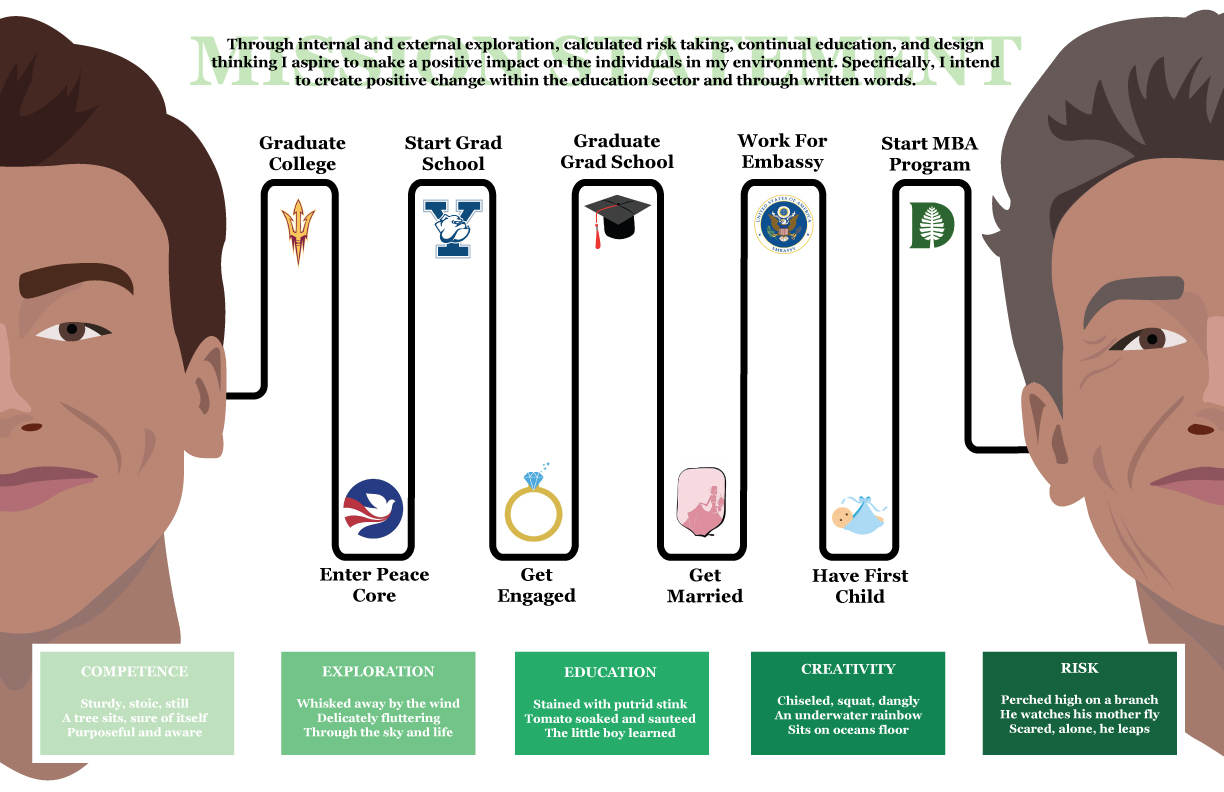 MISSION STATEMENT
Through internal and external exploration, calculated risk taking, continual education, and design
thinking I aspire to make a positive impact on the individuals in my environment. Specifically, I intend
to create positive change within the education sector and through written words.
Graduate
College
Start Grad
School
Graduate
Grad School
Work For
Embassy
Start MBA
Program
Y
UNITED STATES OF AMERICA
EMBASSY
D
Enter Peace
Core
Get
Engaged
Get
Married
Have First
Child
COMPETENCE
Sturdy, stoic, still
A tree sits, sure of itself
Purposeful and aware
EXPLORATION
Whisked away by the wind
Delicately fluttering
Through the sky and life
EDUCATION
Stained with putrid stink
Tomato soaked and sauteed
The little boy learned
CREATIVITY
Chiseled, squat, dangly
An underwater rainbow
Sits on oceans floor
RISK
Perched high on a branch
He watches his mother fly
Scared, alone, he leaps